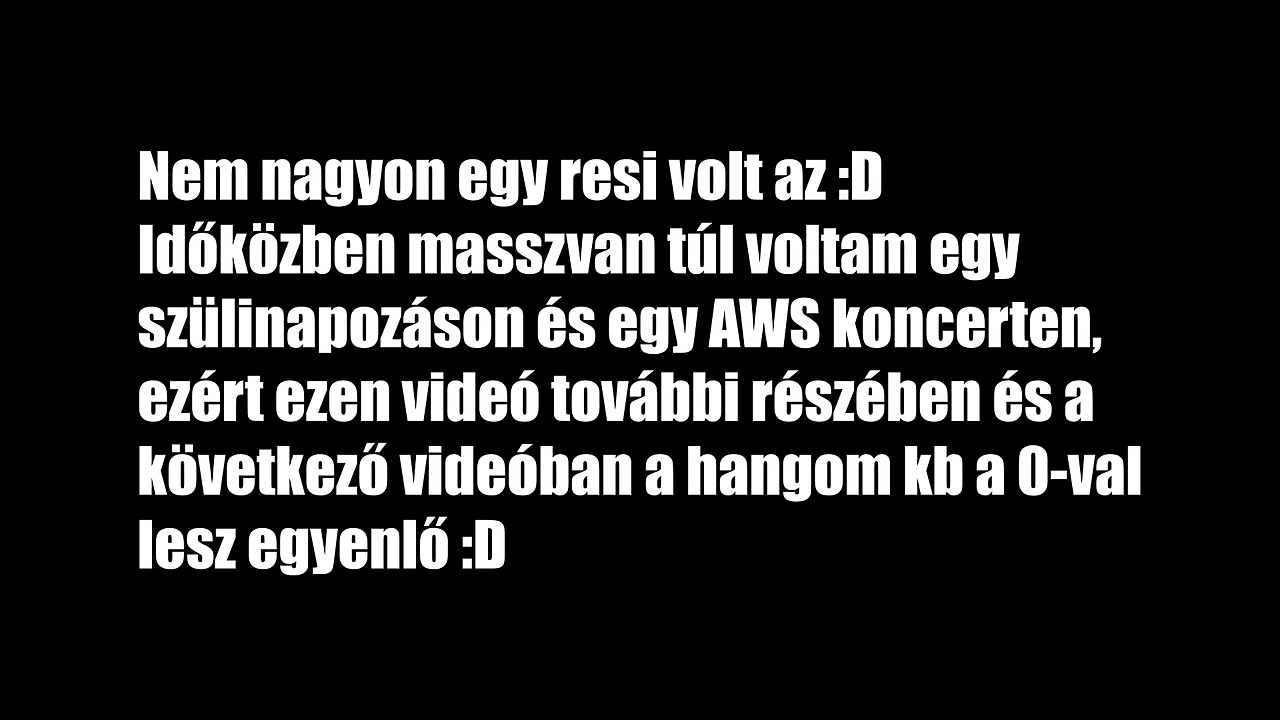 Nem nagyon egy resi volt az :D
Időközben masszvan túl voltam egy
szülinapozáson és egy AWS koncerten,
ezért ezen videó további részében és a
következő videóban a hangom kb a 0-val
lesz egyenlő :D